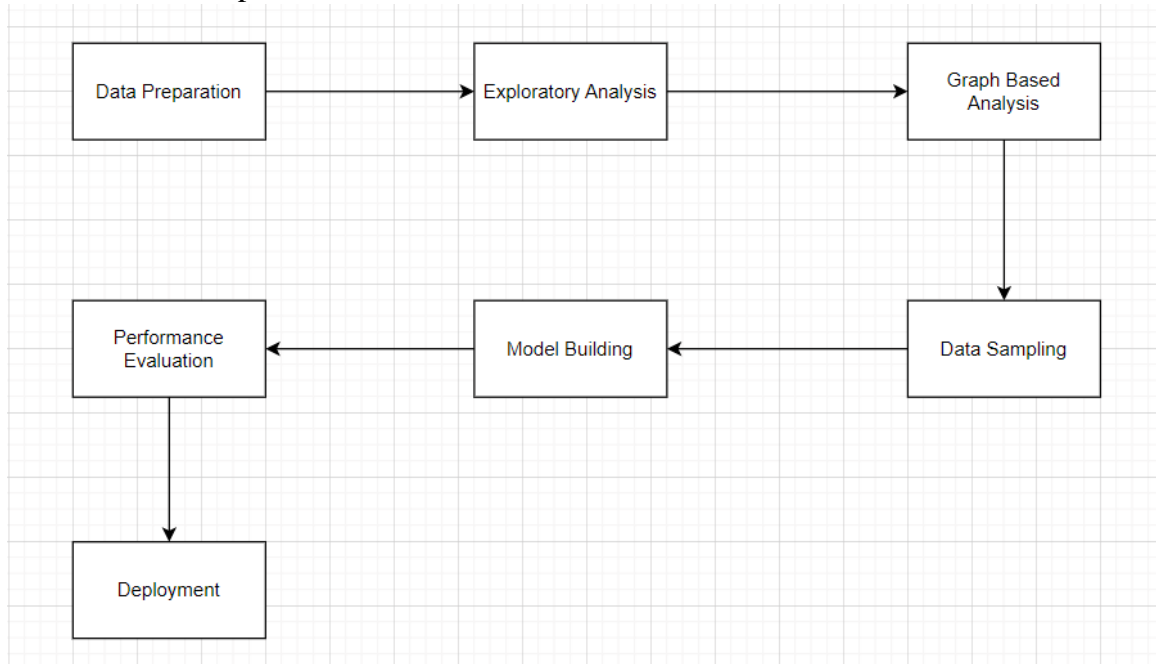 Data Preparation
Exploratory Analysis
Graph Based
Analysis
Data Sampling
Model Building
Performance
Evaluation
Deployment